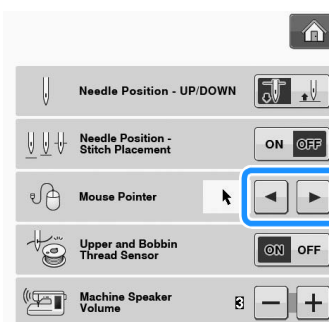 Needle Position - UP/DOWN
Needle Position -
Stitch Placement
ON OFF
Mouse Pointer
Upper and Bobbin
Thread Sensor
ON OFF
Machine Speaker
Volume
3